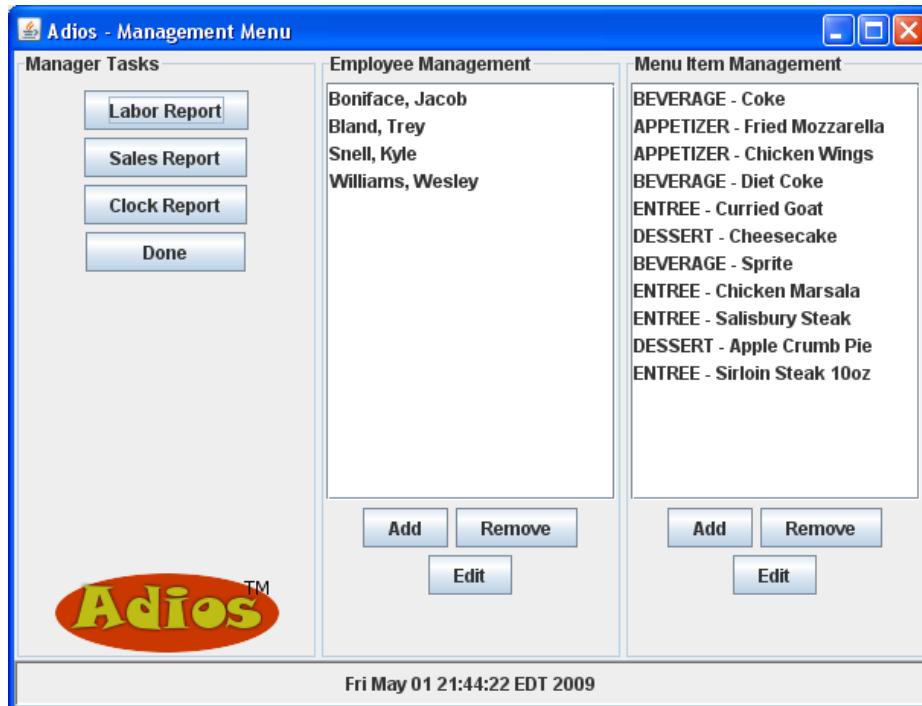 Adios - Management Menu
Manager Tasks
Labor Report
Sales Report
Clock Report
Done
Adios TM
Employee Management
Boniface, Jacob
Bland, Trey
Snell, Kyle
Williams, Wesley
Add Remove
Edit
Menu Item Management
BEVERAGE - Coke
APPETIZER - Fried Mozzarella
APPETIZER - Chicken Wings
BEVERAGE - Diet Coke
ENTREE - Curried Goat
DESSERT - Cheesecake
BEVERAGE - Sprite
ENTREE - Chicken Marsala
ENTREE - Salisbury Steak
DESSERT - Apple Crumb Pie
ENTREE - Sirloin Steak 10oz
Add Remove
Edit
Fri May 01 21:44:22 EDT 2009